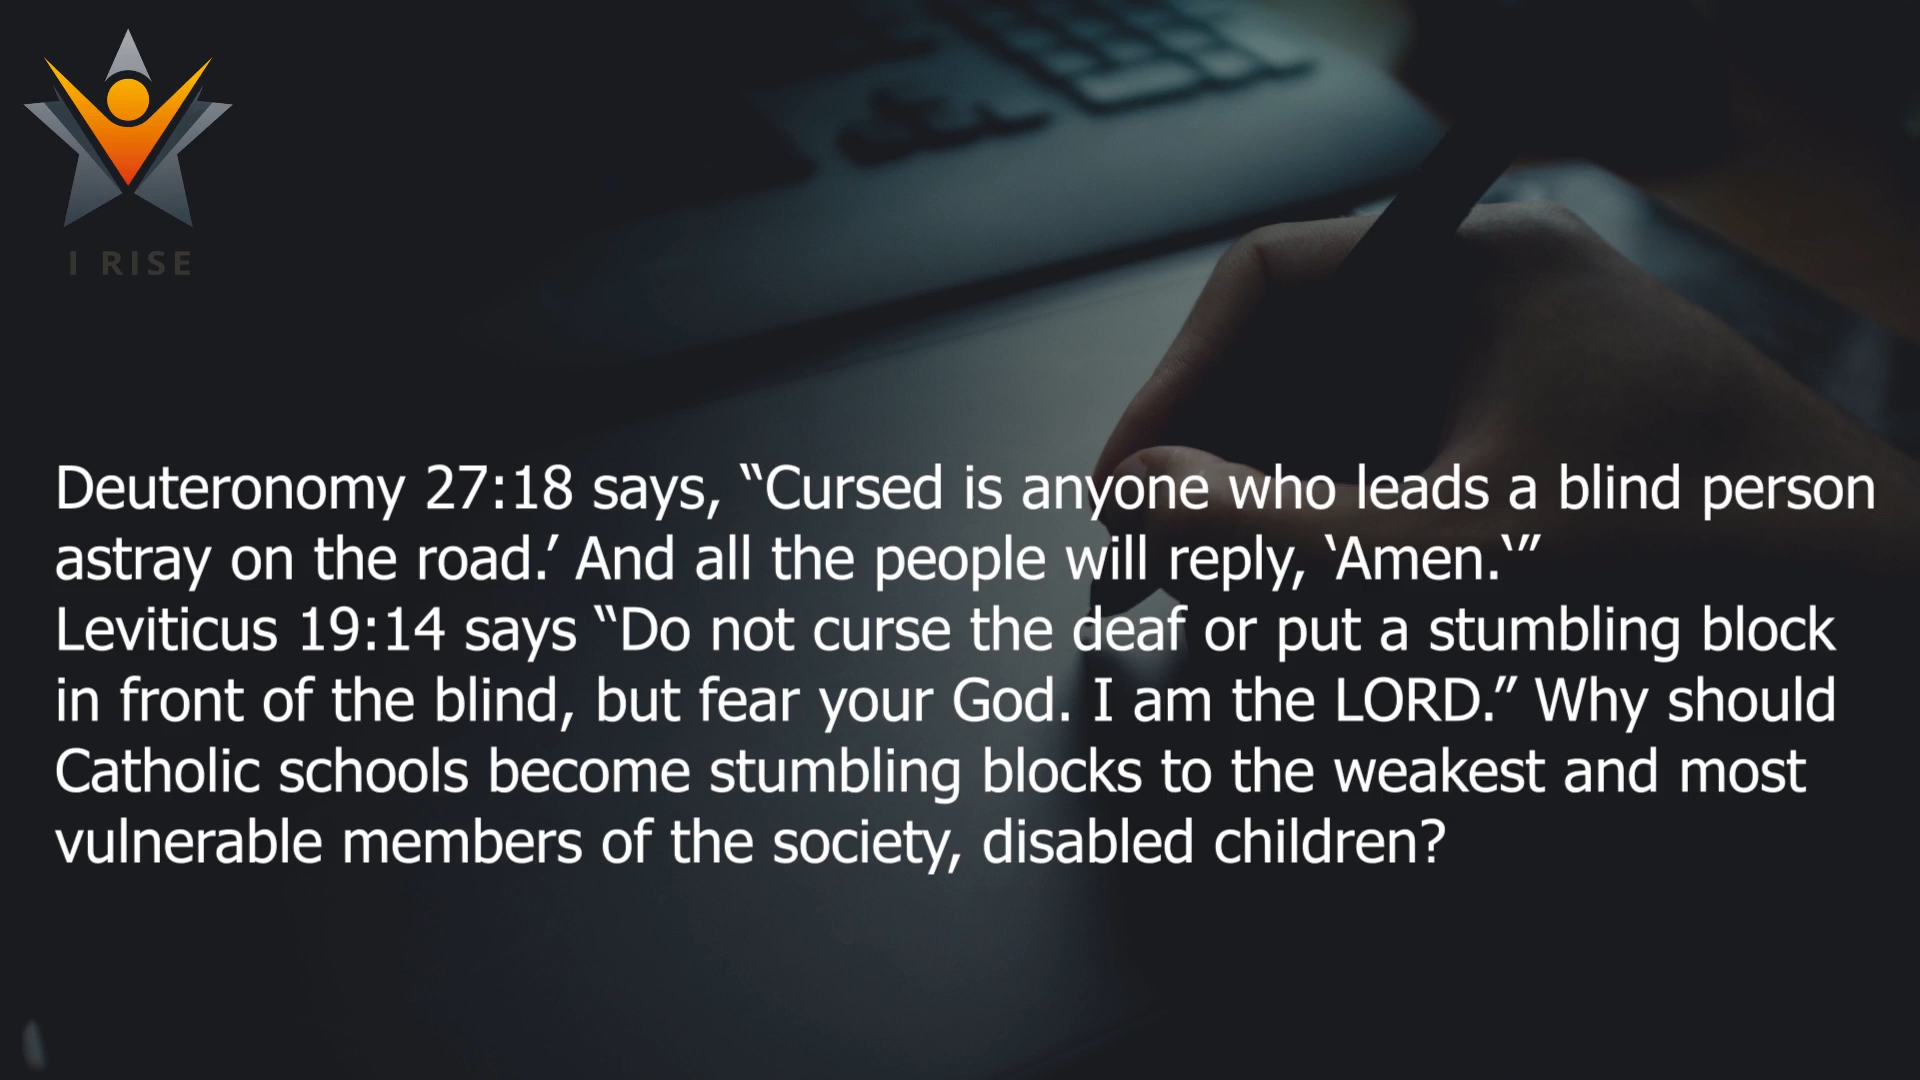 I RISE
Deuteronomy 27:18 says, “Cursed is anyone who leads a blind person
astray on the road.’ And all the people will reply, ‘Amen.‘”
Leviticus 19:14 says “Do not curse the deaf or put a stumbling block
in front of the blind, but fear your God. I am the LORD.” Why should
Catholic schools become stumbling blocks to the weakest and most
vulnerable members of the society, disabled children?